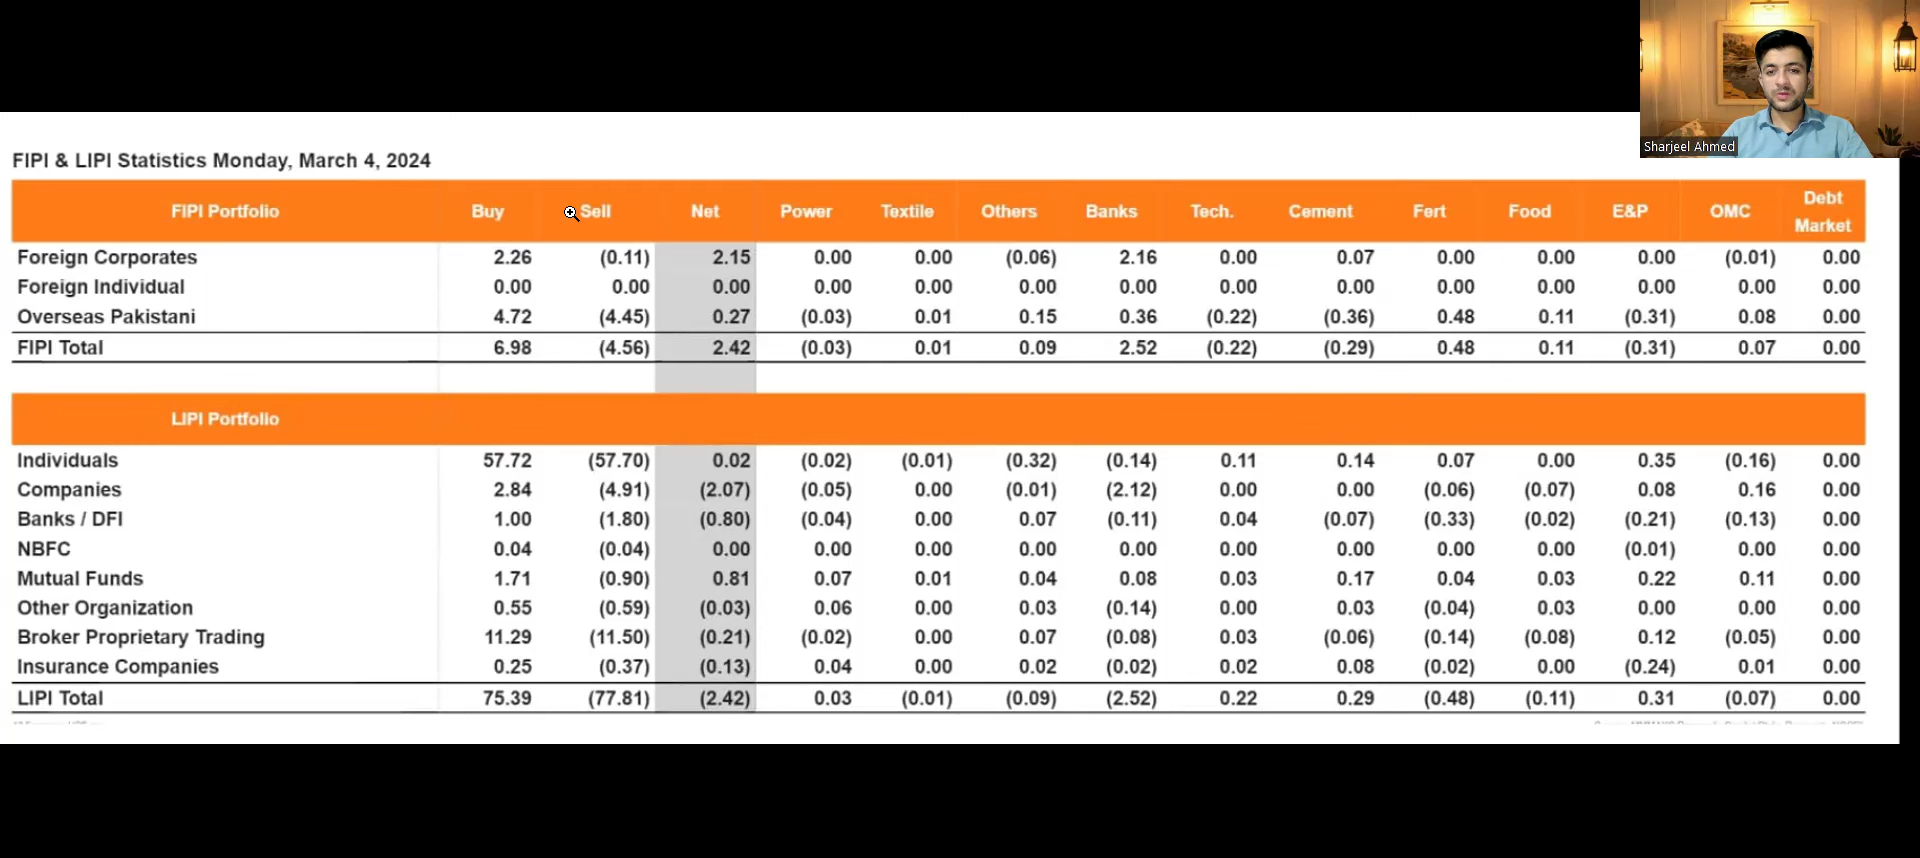 Sharjeel Ahmed
FIPI & LIPI Statistics Monday, March 4, 2024
FIPI Portfolio Buy Sell Net Power Textile Others Banks Tech. Cement Fert Food E&P OMC Debt Market
Foreign Corporates 2.26 (0.11) 2.15 0.00 0.00 (0.06) 2.16 0.00 0.07 0.00 0.00 0.00 (0.01) 0.00
Foreign Individual 0.00 0.00 0.00 0.00 0.00 0.00 0.00 0.00 0.00 0.00 0.00 0.00 0.00 0.00
Overseas Pakistani 4.72 (4.45) 0.27 (0.03) 0.01 0.15 0.36 (0.22) (0.36) 0.48 0.11 (0.31) 0.08 0.00
FIPI Total 6.98 (4.56) 2.42 (0.03) 0.01 0.09 2.52 (0.22) (0.29) 0.48 0.11 (0.31) 0.07 0.00
LIPI Portfolio
Individuals 57.72 (57.70) 0.02 (0.02) (0.01) (0.32) (0.14) 0.11 0.14 0.07 0.00 0.35 (0.16) 0.00
Companies 2.84 (4.91) (2.07) (0.05) 0.00 (0.01) (2.12) 0.00 0.00 (0.06) (0.07) 0.08 0.16 0.00
Banks / DFI 1.00 (1.80) (0.80) (0.04) 0.00 0.07 (0.11) 0.04 (0.07) (0.33) (0.02) (0.21) (0.13) 0.00
NBFC 0.04 (0.04) 0.00 0.00 0.00 0.00 0.00 0.00 0.00 0.00 0.00 (0.01) 0.00 0.00
Mutual Funds 1.71 (0.90) 0.81 0.07 0.01 0.04 0.08 0.03 0.17 0.04 0.03 0.22 0.11 0.00
Other Organization 0.55 (0.59) (0.03) 0.06 0.00 0.03 (0.14) 0.00 0.03 (0.04) 0.03 0.00 0.00 0.00
Broker Proprietary Trading 11.29 (11.50) (0.21) (0.02) 0.00 0.07 (0.08) 0.03 (0.06) (0.14) (0.08) 0.12 (0.05) 0.00
Insurance Companies 0.25 (0.37) (0.13) 0.04 0.00 0.02 (0.02) 0.02 0.08 (0.02) 0.00 (0.24) 0.01 0.00
LIPI Total 75.39 (77.81) (2.42) 0.03 (0.01) (0.09) (2.52) 0.22 0.29 (0.48) (0.11) 0.31 (0.07) 0.00